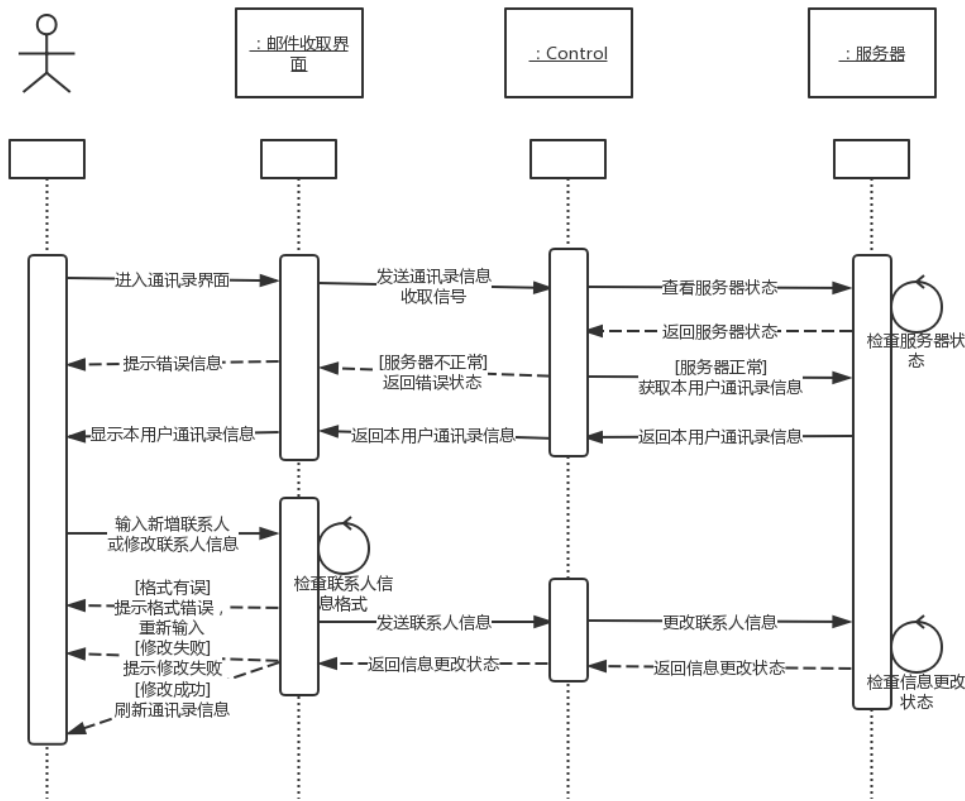 ：邮件收取界
面
：Control
：服务器
进入通讯录界面
发送通讯录信息
收取信号
查看服务器状态
返回服务器状态
检查服务器状
态
提示错误信息
[服务器不正常]
返回错误状态
[服务器正常]
获取本用户通讯录信息
显示本用户通讯录信息
返回本用户通讯录信息
返回本用户通讯录信息
输入新增联系人
或修改联系人信息
检查联系人信
息格式
[格式有误]
提示格式错误，
重新输入
发送联系人信息
更改联系人信息
[修改失败]
提示修改失败
返回信息更改状态
返回信息更改状态
检查信息更改
状态
[修改成功]
刷新通讯录信息